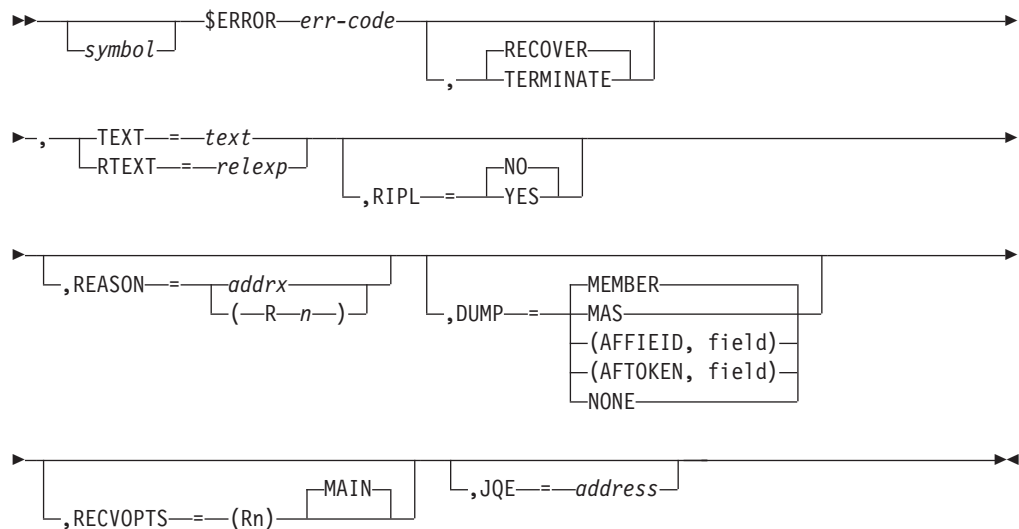 $ERROR err-code
symbol
RECOVER
, TERMINATE
, TEXT = text
RTEXT = relexp
NO
,RIPL = YES
,REASON = addrx
( R n )
MEMBER
,DUMP = MAS
(AFFIEID, field)
(AFTOKEN, field)
NONE
MAIN
,RECVOPTS = (Rn)
,JQE = address